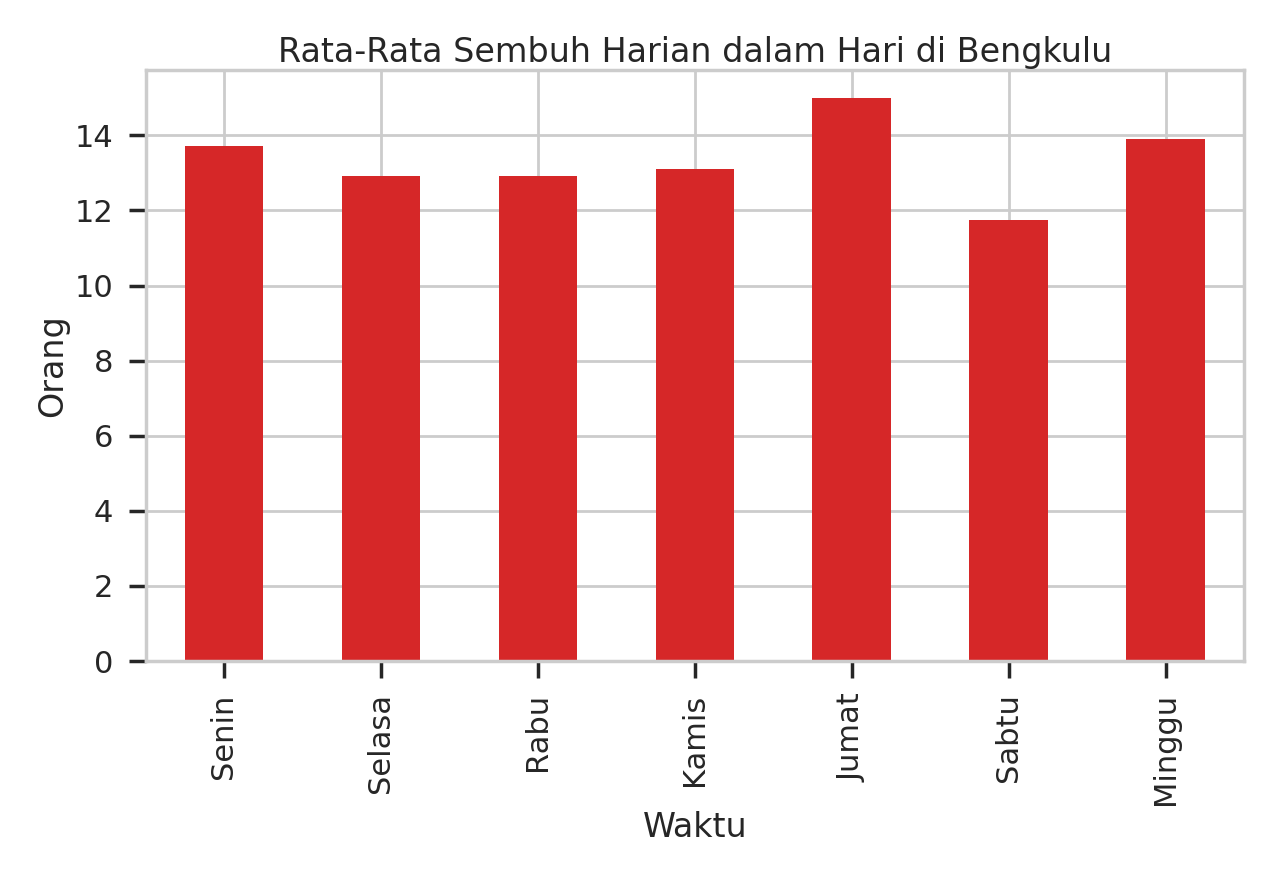 Rata-Rata Sembuh Harian dalam Hari di Bengkulu
Orang
14
12
10
8
6
4
2
0
Senin
Selasa
Rabu
Kamis
Jumat
Sabtu
Minggu
Waktu